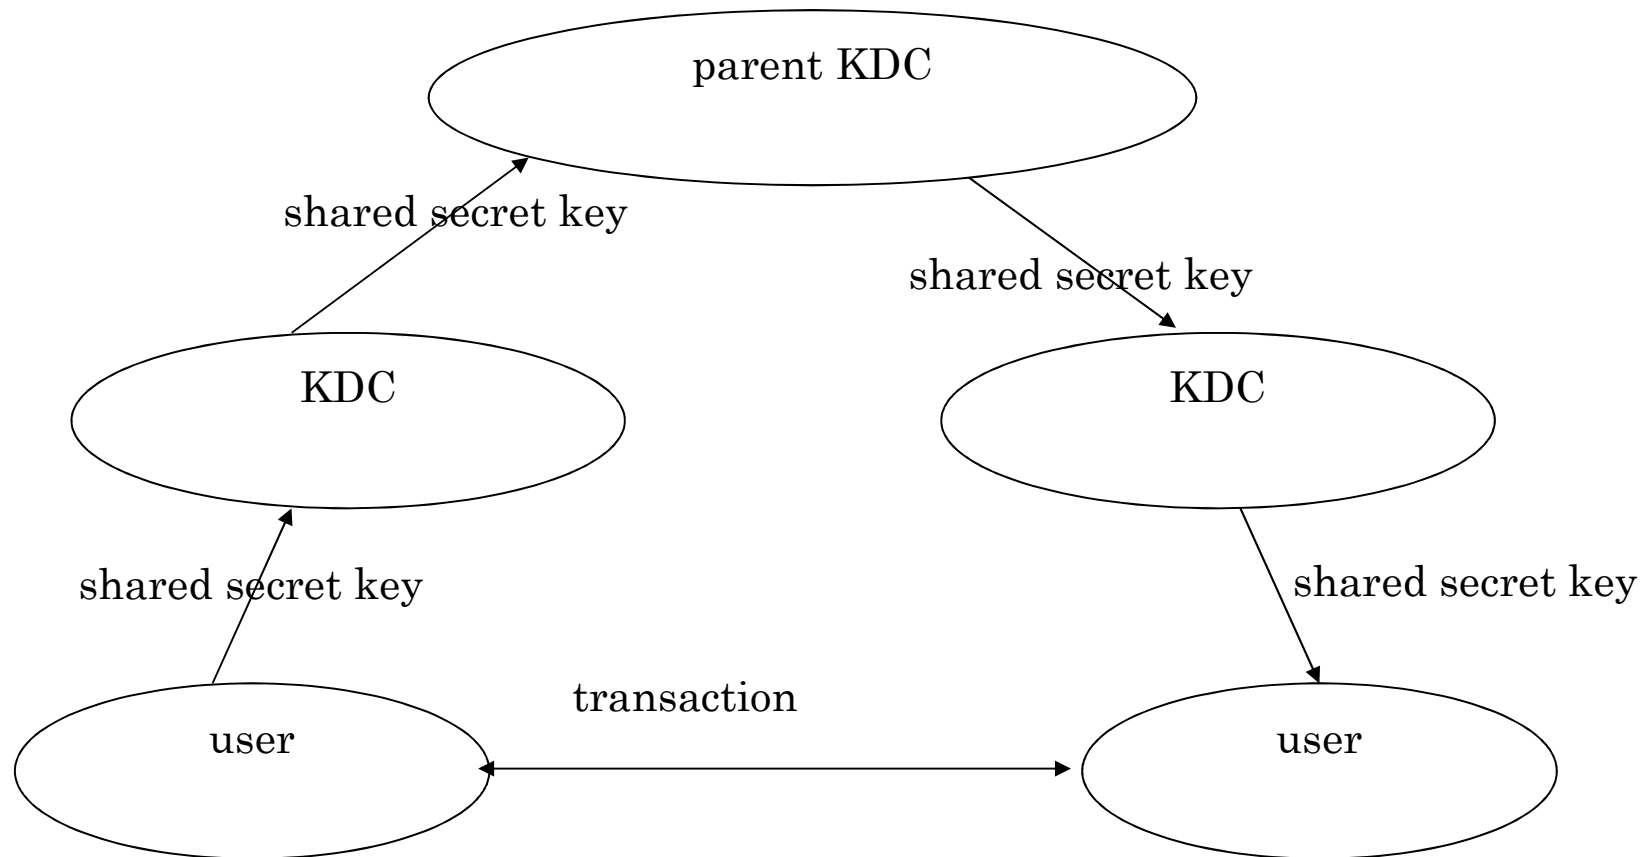 parent KDC
shared secret key
shared secret key
KDC
KDC
shared secret key
shared secret key
transaction
user
user